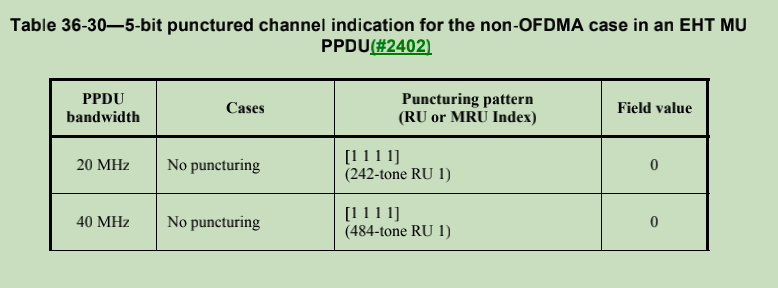 Table 36-30—5-bit punctured channel indication for the non-OFDMA case in an EHT MU
PPDU(#2402)
PPDU
bandwidth
Cases
Puncturing pattern
(RU or MRU Index)
Field value
20 MHz
No puncturing
[1 1 1 1]
(242-tone RU 1)
0
40 MHz
No puncturing
[1 1 1 1]
(484-tone RU 1)
0